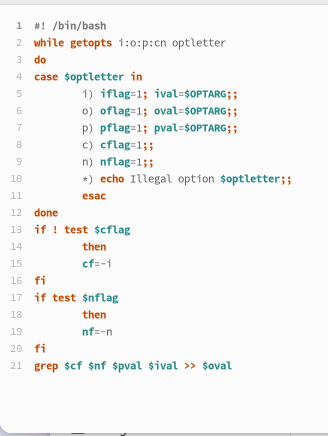 1 #! /bin/bash
2 while getopts i:o:p:cn optletter
3 do
4 case $optletter in
5 i) iflag=1; ival=$OPTARG;;
6 o) oflag=1; oval=$OPTARG;;
7 p) pflag=1; pval=$OPTARG;;
8 c) cflag=1;;
9 n) nflag=1;;
10 *) echo Illegal option $optletter;;
11 esac
12 done
13 if ! test $cflag
14 then
15 cf=-i
16 fi
17 if test $nflag
18 then
19 nf=-n
20 fi
21 grep $cf $nf $pval $ival >> $oval